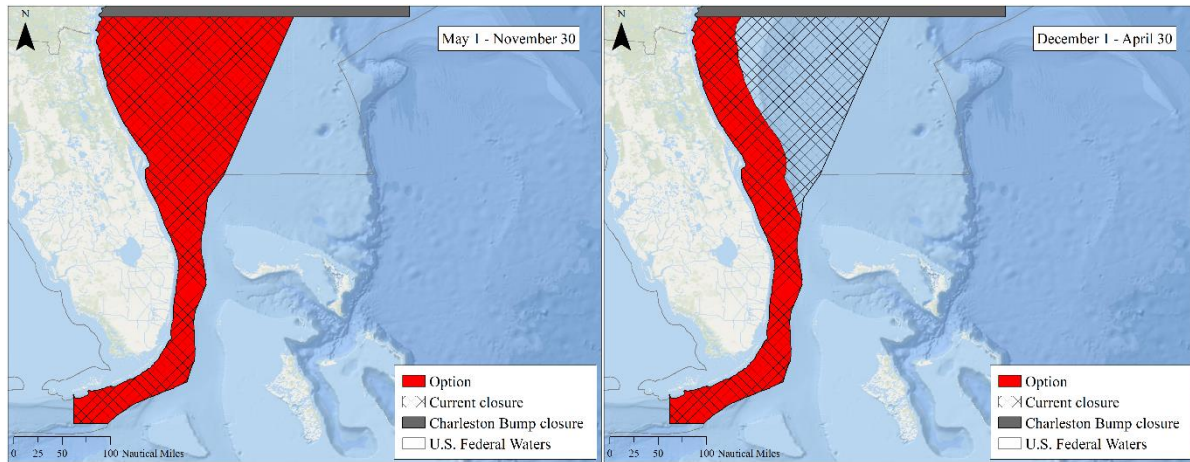 N
May 1 - November 30
Option
Current closure
Charleston Bump closure
U.S. Federal Waters
0 25 50 100 Nautical Miles
N
December 1 - April 30
Option
Current closure
Charleston Bump closure
U.S. Federal Waters
0 25 50 100 Nautical Miles